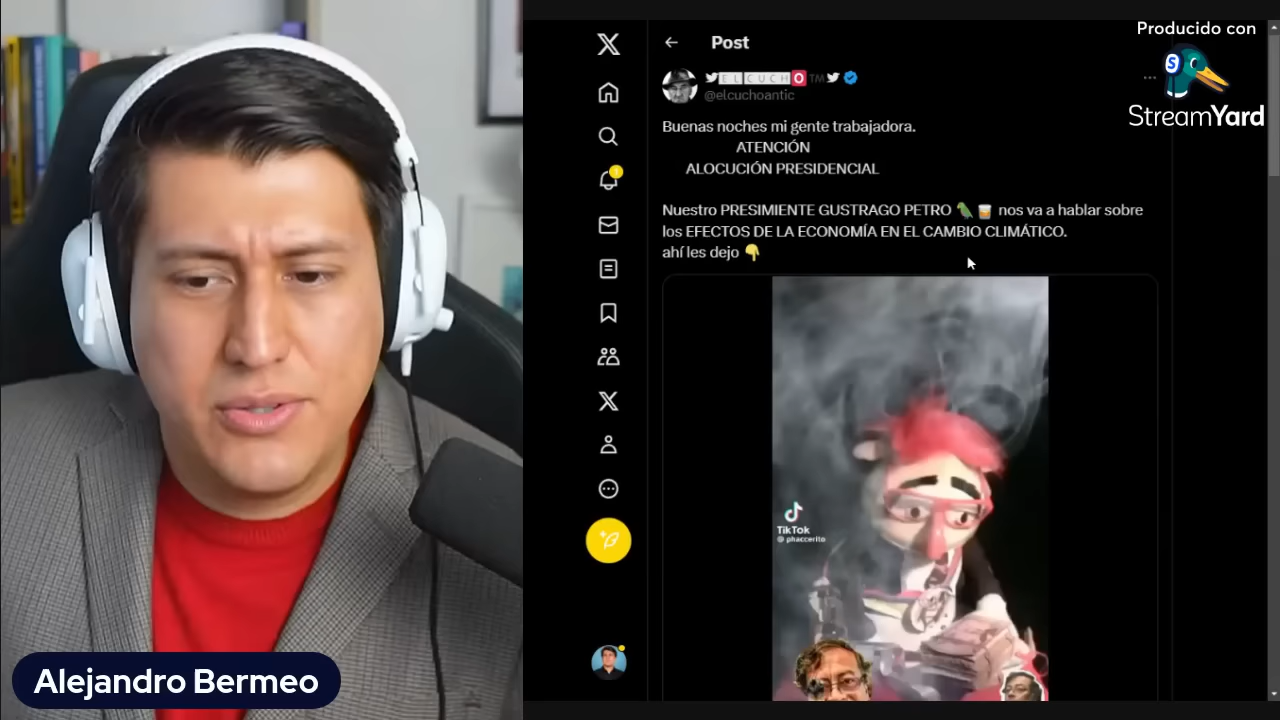 Producido con
StreamYard
Post
ELCUCHO™
@elcuchoantic
Buenas noches mi gente trabajadora.
ATENCIÓN
ALOCUCIÓN PRESIDENCIAL
Nuestro PRESIMIENTE GUSTRAGO PETRO 🦜🥃 nos va a hablar sobre
los EFECTOS DE LA ECONOMÍA EN EL CAMBIO CLIMÁTICO.
ahí les dejo 👇
TikTok
@phaccerito
Alejandro Bermeo